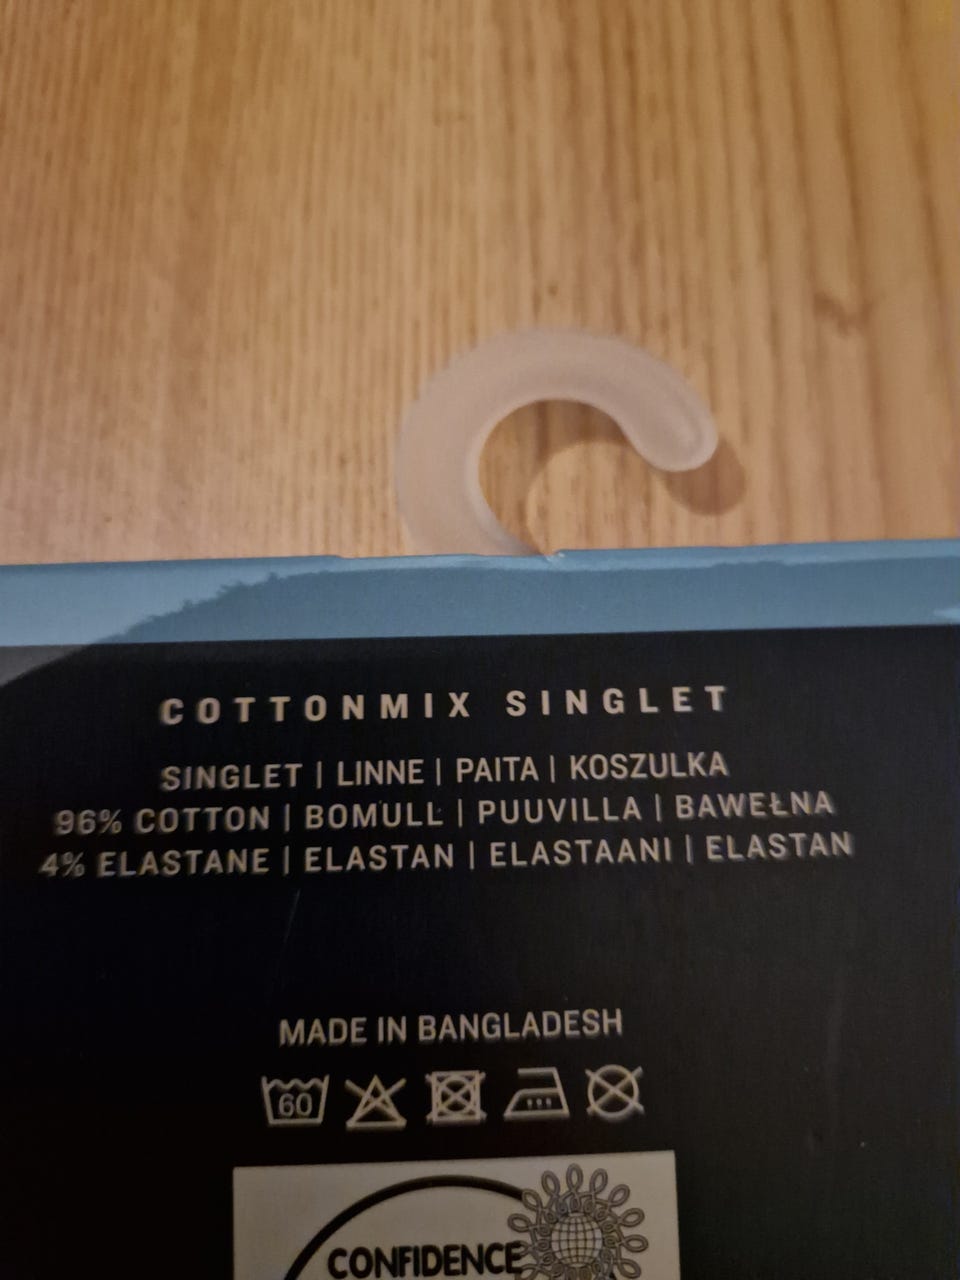 COTTONMIX SINGLET
SINGLET | LINNE | PAITA | KOSZULKA
96% COTTON | BOMULL | PUUVILLA | BAWEŁNA
4% ELASTANE | ELASTAN | ELASTAANI | ELASTAN
MADE IN BANGLADESH
60
CONFIDENCE